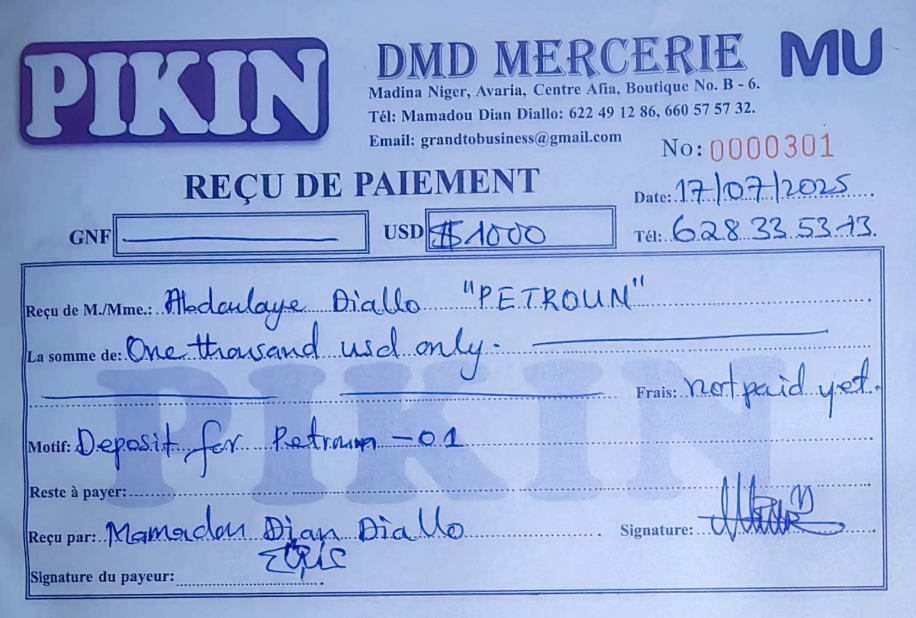 PIKIN
DMD MERCERIE
MU
Madina Niger, Avaria, Centre Afia, Boutique No. B - 6.
Tél: Mamadou Dian Diallo: 622 49 12 86, 660 57 57 32.
Email: grandtobusiness@gmail.com
No: 0000301
REÇU DE PAIEMENT
Date: 17/07/2025
GNF
USD $1000
Tél: 628 33 53 13.
Reçu de M./Mme.: Abdoulaye Diallo "PETROUN"
La somme de: One thousand usd only.
Frais: not paid yet.
Motif: Deposit for Petroun - 01
Reste à payer:
Reçu par: Mamadou Dian Diallo
Signature:
Signature du payeur:
PIKIN